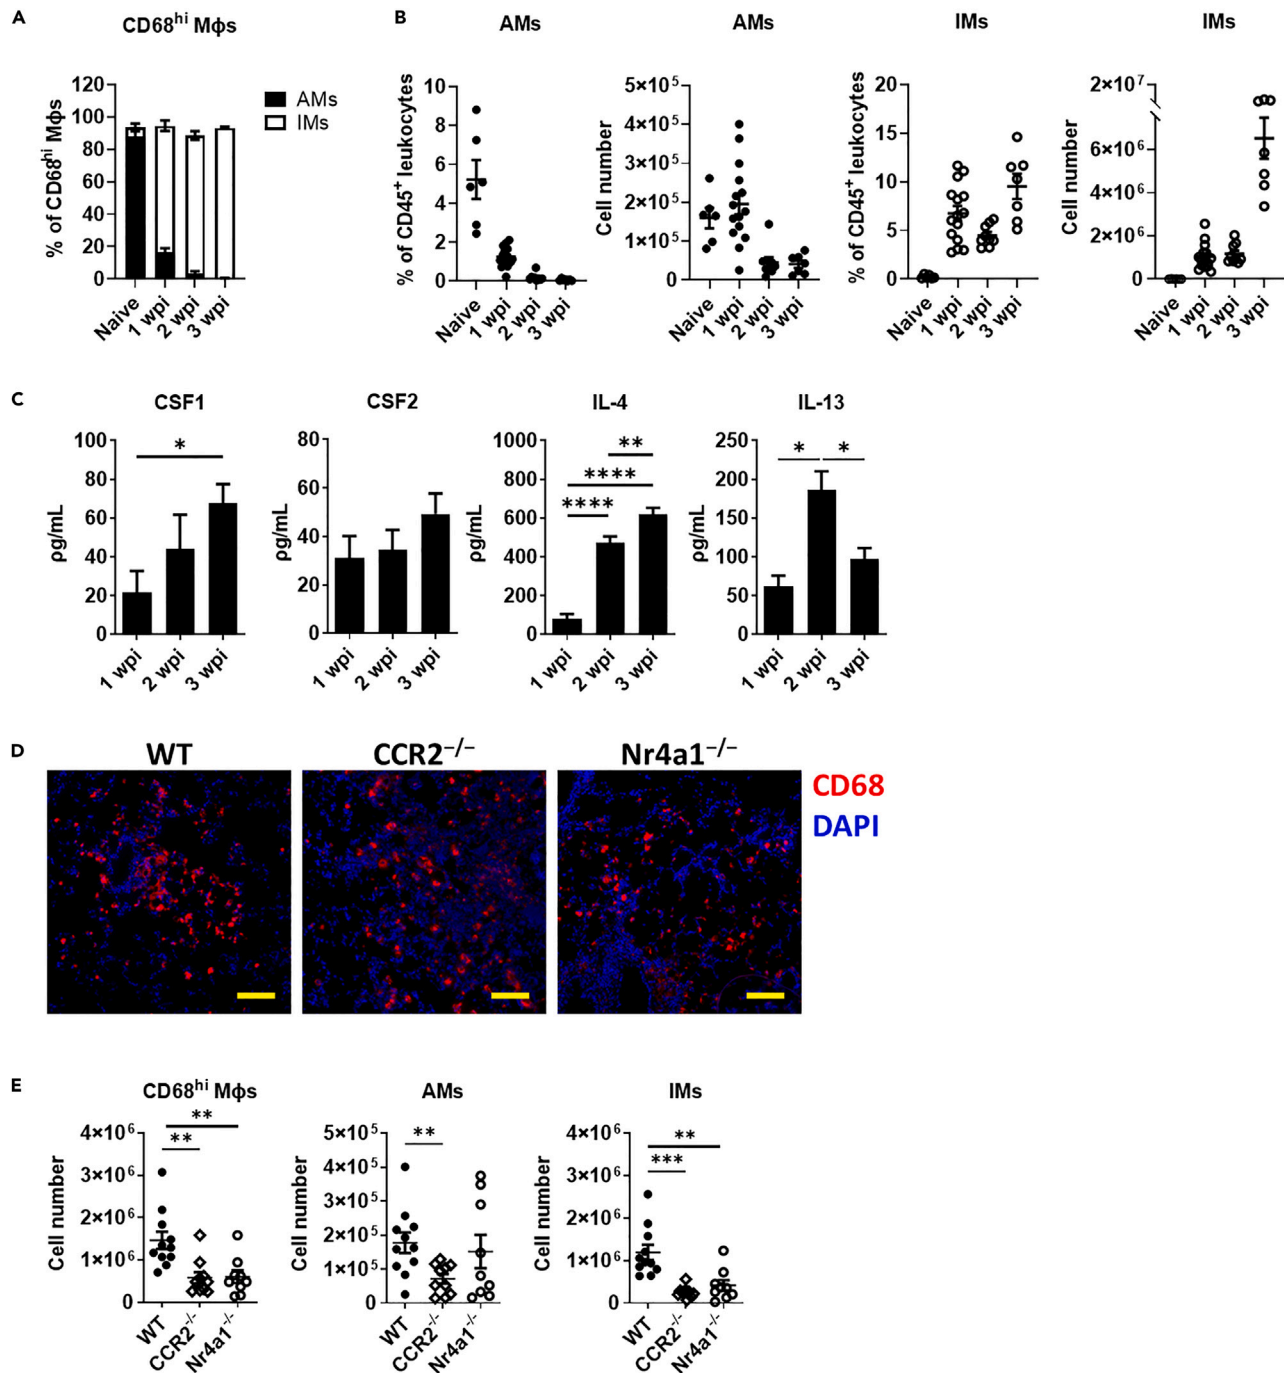 A
CD68hi Mϕs
% of CD68hi Mϕs
120
100
80
60
40
20
0
Naive
1 wpi
2 wpi
3 wpi
AMs
IMs
B
AMs
% of CD45+ leukocytes
10
8
6
4
2
0
Naive
1 wpi
2 wpi
3 wpi
AMs
Cell number
5×10⁵
4×10⁵
3×10⁵
2×10⁵
1×10⁵
0
Naive
1 wpi
2 wpi
3 wpi
IMs
% of CD45+ leukocytes
20
15
10
5
0
Naive
1 wpi
2 wpi
3 wpi
IMs
Cell number
2×10⁷
6×10⁶
4×10⁶
2×10⁶
0
Naive
1 wpi
2 wpi
3 wpi
C
CSF1
ρg/mL
100
80
60
40
20
0
*
1 wpi
2 wpi
3 wpi
CSF2
ρg/mL
80
60
40
20
0
1 wpi
2 wpi
3 wpi
IL-4
ρg/mL
1000
800
600
400
200
0
**
****
****
1 wpi
2 wpi
3 wpi
IL-13
ρg/mL
250
200
150
100
50
0
* *
1 wpi
2 wpi
3 wpi
D
WT
CCR2⁻/⁻
Nr4a1⁻/⁻
CD68
DAPI
E
CD68hi Mϕs
Cell number
4×10⁶
3×10⁶
2×10⁶
1×10⁶
0
**
**
WT
CCR2⁻/⁻
Nr4a1⁻/⁻
AMs
Cell number
5×10⁵
4×10⁵
3×10⁵
2×10⁵
1×10⁵
0
**
WT
CCR2⁻/⁻
Nr4a1⁻/⁻
IMs
Cell number
4×10⁶
3×10⁶
2×10⁶
1×10⁶
0
**
***
WT
CCR2⁻/⁻
Nr4a1⁻/⁻